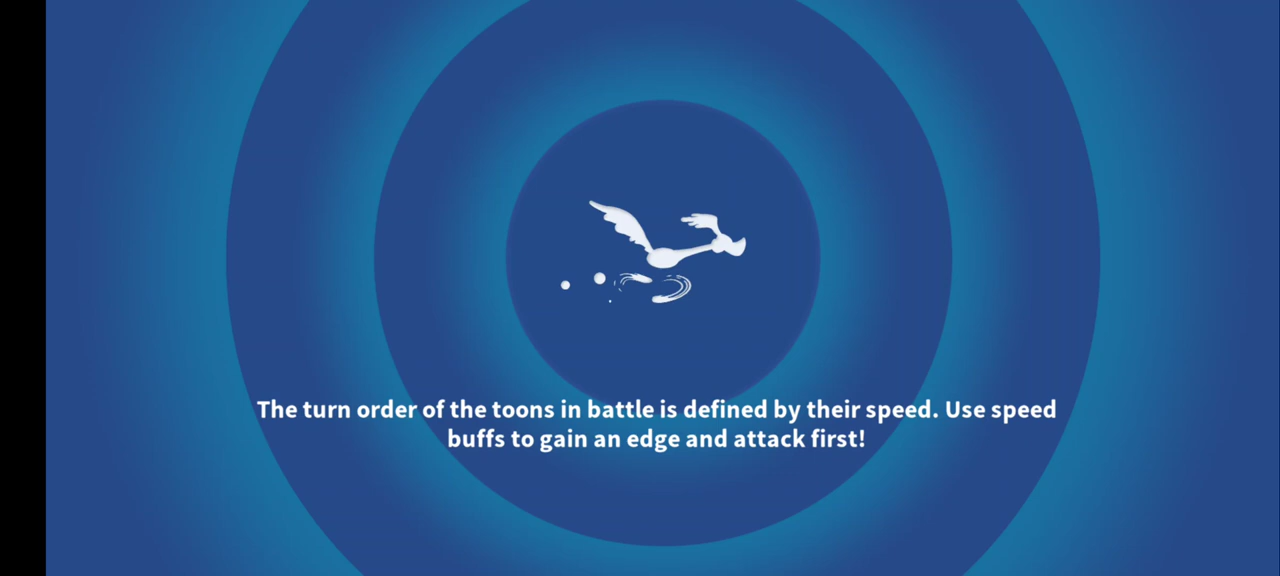 The turn order of the toons in battle is defined by their speed. Use speed
buffs to gain an edge and attack first!